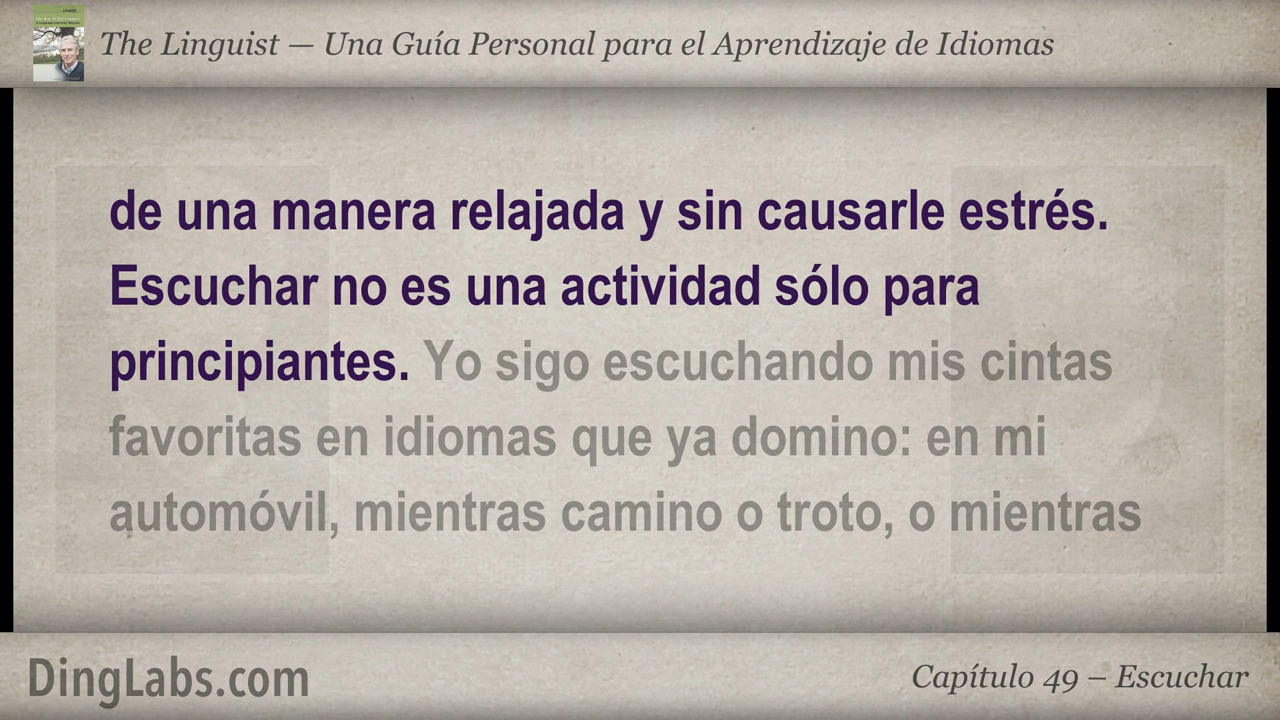 The Linguist — Una Guía Personal para el Aprendizaje de Idiomas
de una manera relajada y sin causarle estrés.
Escuchar no es una actividad sólo para
principiantes. Yo sigo escuchando mis cintas
favoritas en idiomas que ya domino: en mi
automóvil, mientras camino o troto, o mientras
DingLabs.com
Capítulo 49 – Escuchar